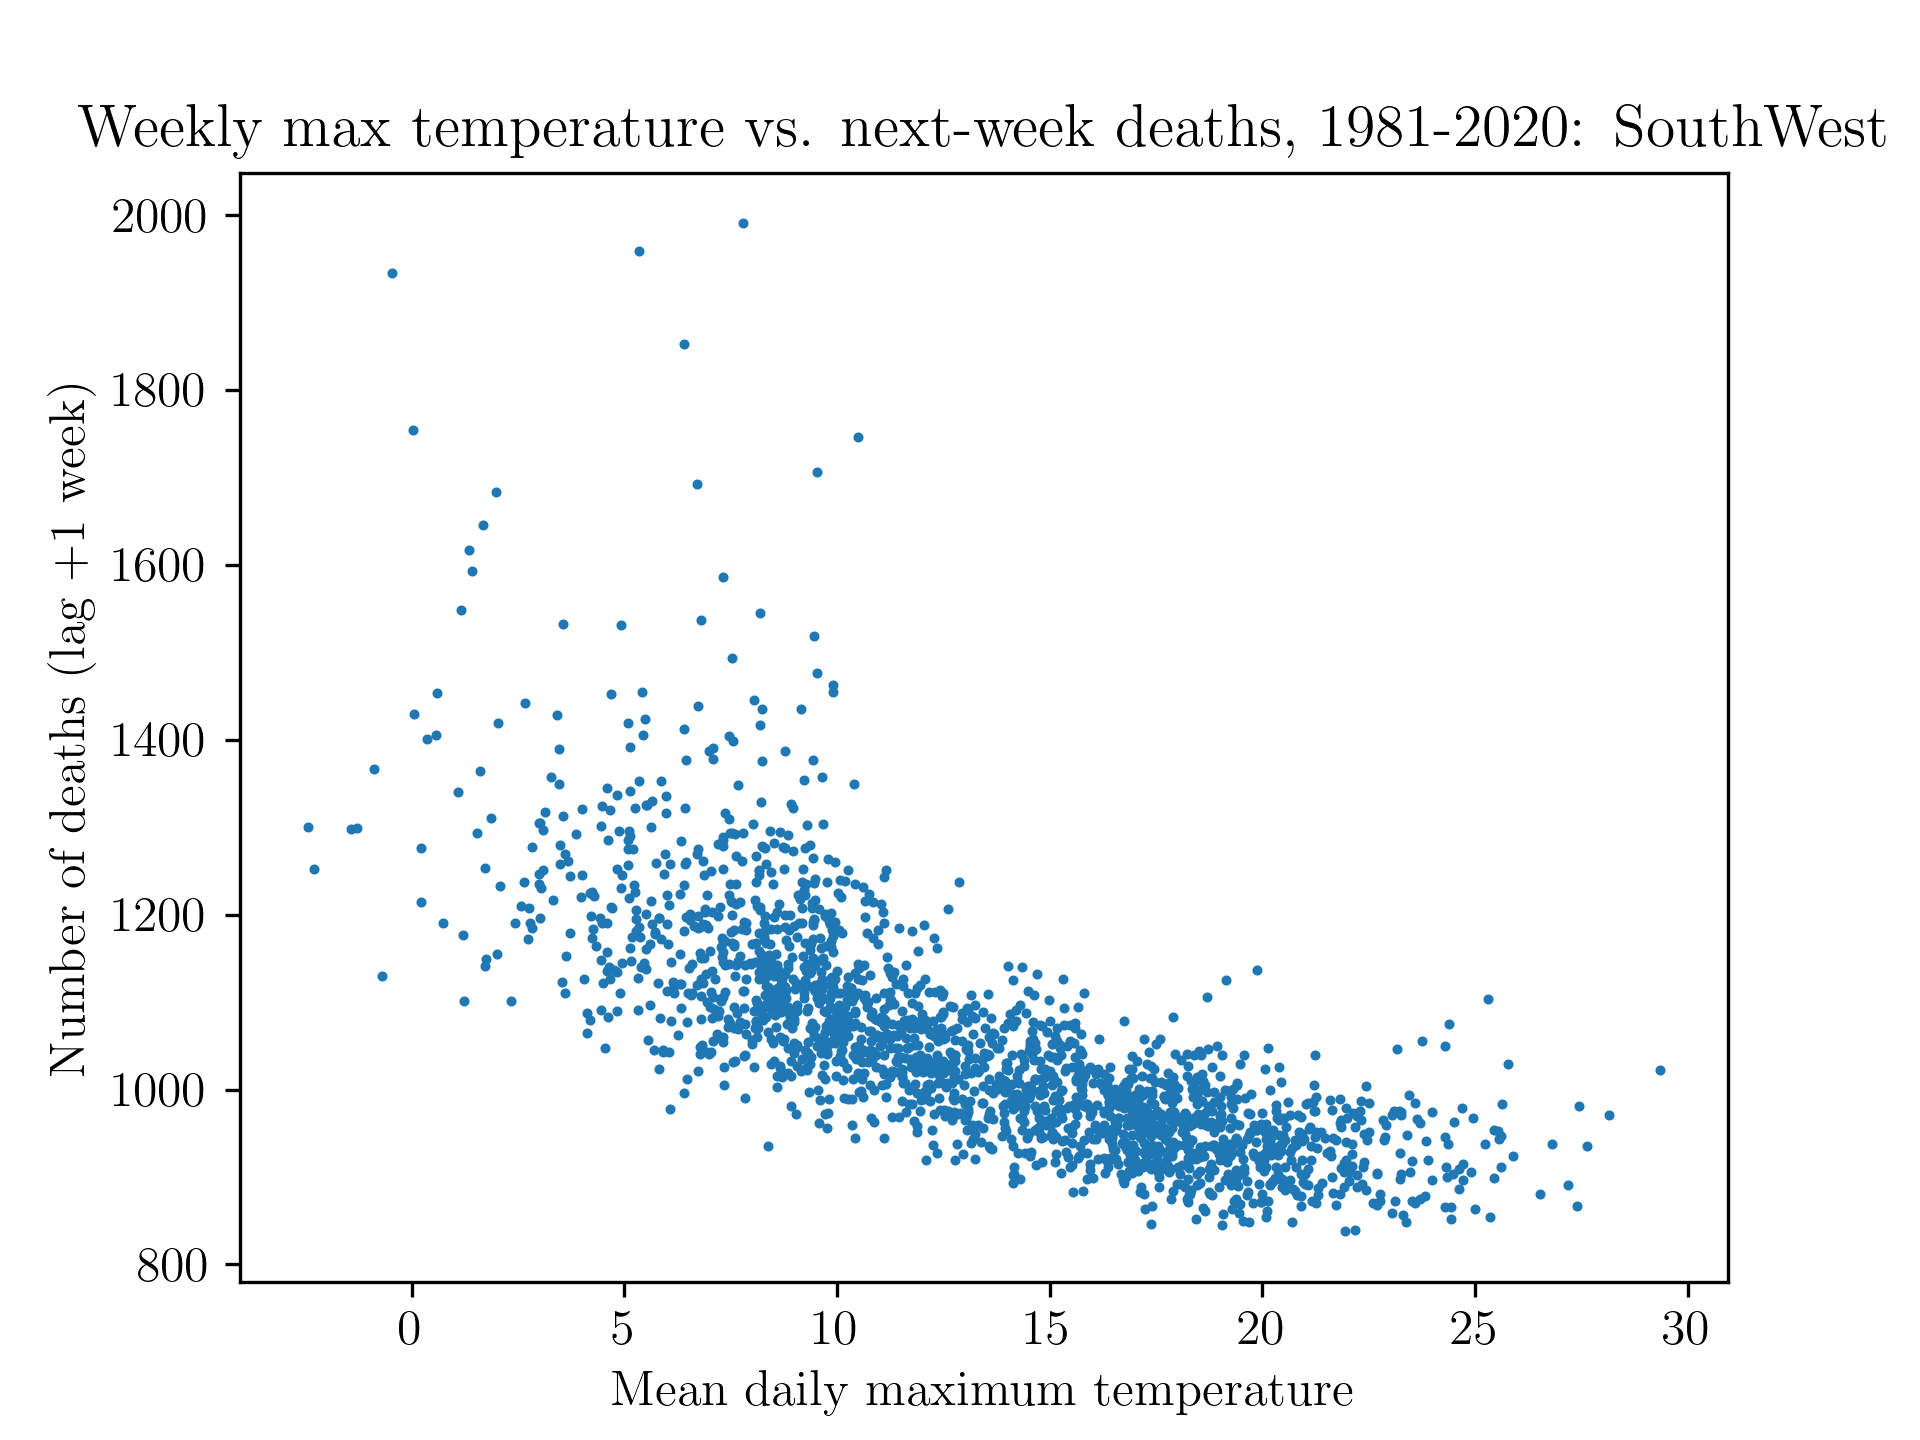 Weekly max temperature vs. next-week deaths, 1981-2020: SouthWest
Number of deaths (lag +1 week)
2000
1800
1600
1400
1200
1000
800
0 5 10 15 20 25 30
Mean daily maximum temperature